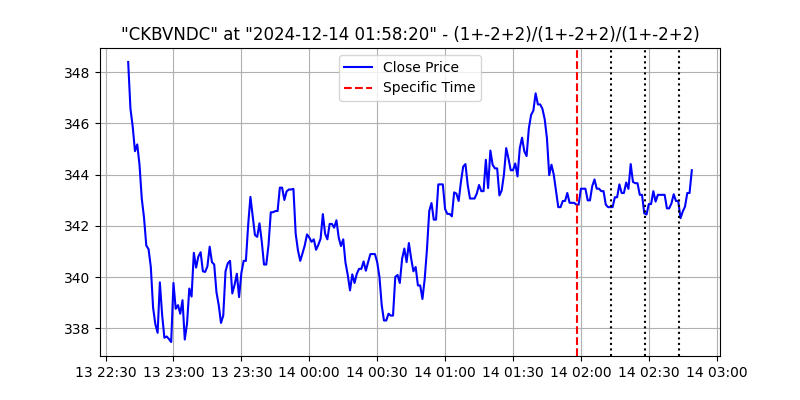 "CKBVNDC" at "2024-12-14 01:58:20" - (1+-2+2)/(1+-2+2)/(1+-2+2)
Close Price
Specific Time
348
346
344
342
340
338
13 22:30 13 23:00 13 23:30 14 00:00 14 00:30 14 01:00 14 01:30 14 02:00 14 02:30 14 03:00